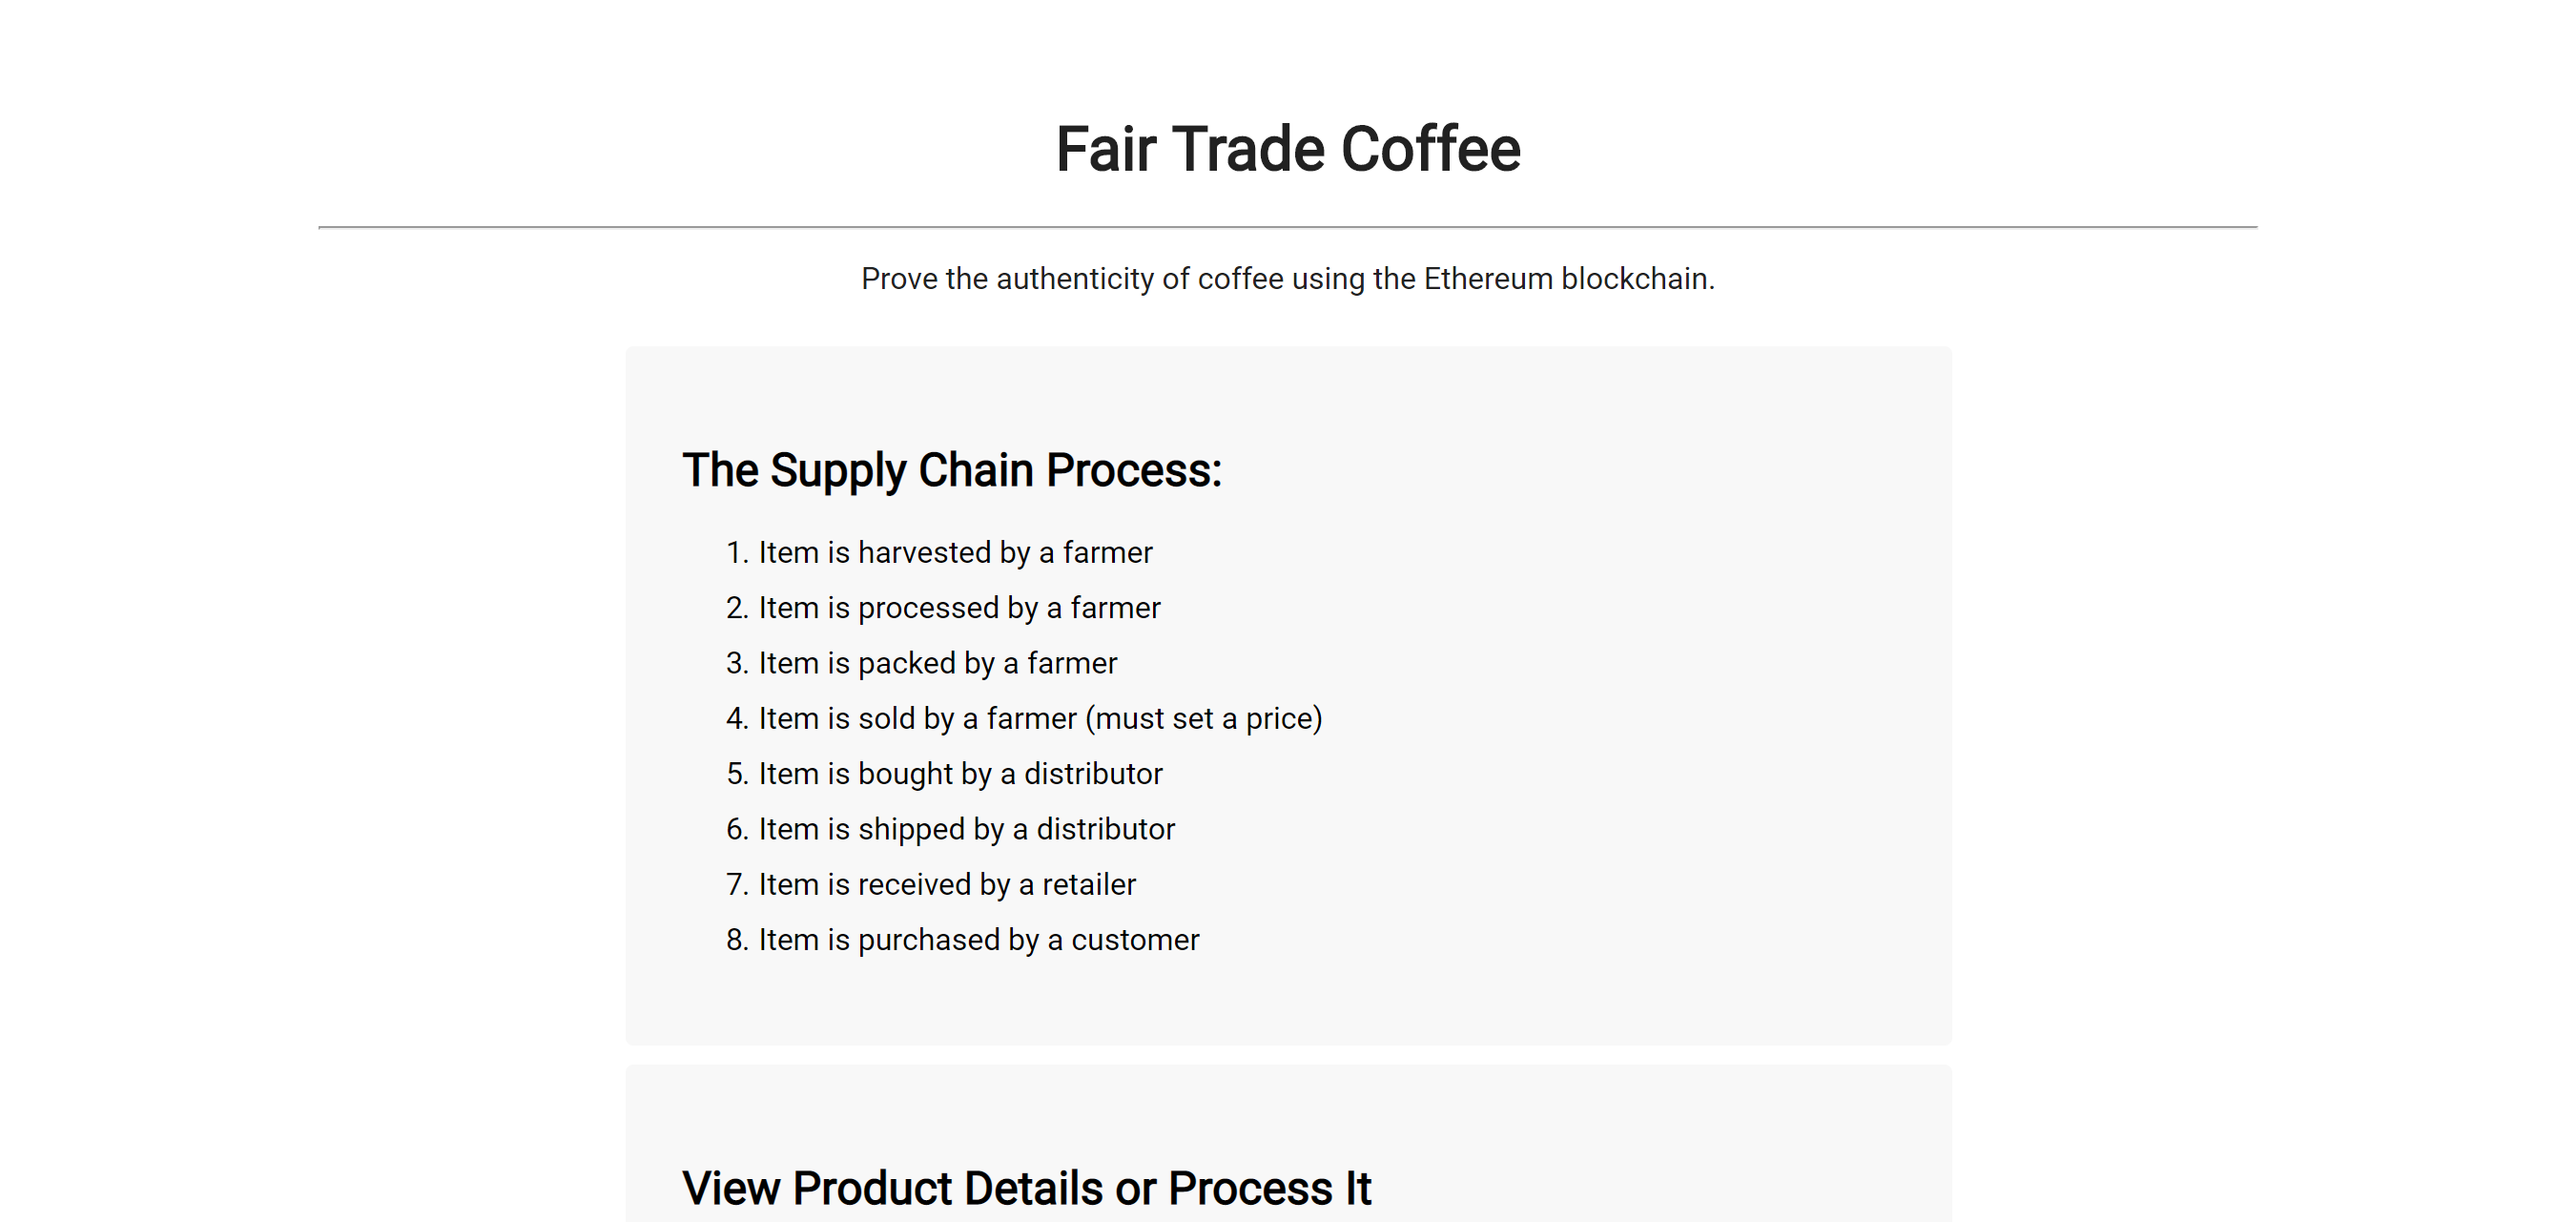 Fair Trade Coffee
Prove the authenticity of coffee using the Ethereum blockchain.
The Supply Chain Process:
1. Item is harvested by a farmer
2. Item is processed by a farmer
3. Item is packed by a farmer
4. Item is sold by a farmer (must set a price)
5. Item is bought by a distributor
6. Item is shipped by a distributor
7. Item is received by a retailer
8. Item is purchased by a customer
View Product Details or Process It